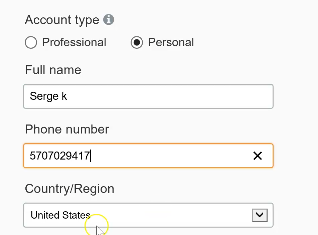 Account type
Professional Personal
Full name
Serge k
Phone number
5707029417
Country/Region
United States